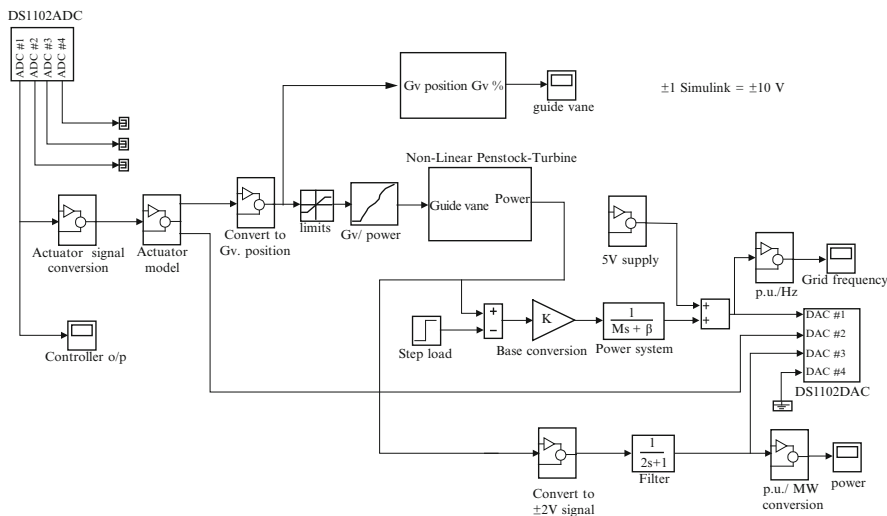 DS1102ADC
ADC #1
ADC #2
ADC #3
ADC #4
Gv position Gv %
guide vane
±1 Simulink = ±10 V
Actuator signal
conversion
Actuator
model
Convert to
Gv. position
limits
Gv/ power
Non-Linear Penstock-Turbine
Guide vane
Power
5V supply
p.u./Hz
Grid frequency
Controller o/p
Step load
+
−
K
Base conversion
1
Ms + β
Power system
+
+
DAC #1
DAC #2
DAC #3
DAC #4
DS1102DAC
Convert to
±2V signal
1
2s+1
Filter
p.u./ MW
conversion
power